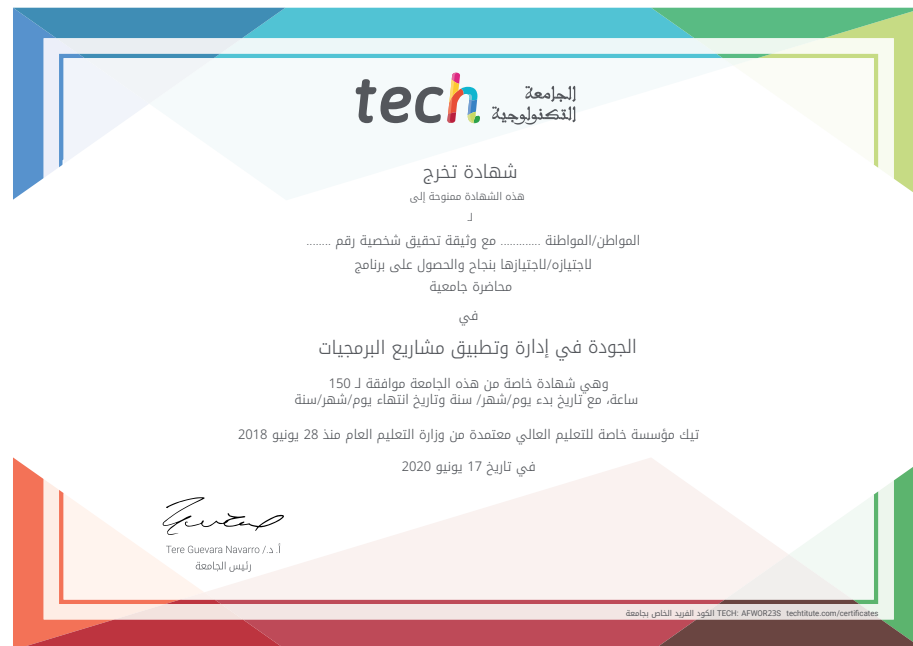 tech الجامعة
التكنولوجية
شهادة تخرج
هذه الشهادة ممنوحة إلى
لـ
المواطن/المواطنة ............ مع وثيقة تحقيق شخصية رقم ........
لاجتيازه/لاجتيازها بنجاح والحصول على برنامج
محاضرة جامعية
في
الجودة في إدارة وتطبيق مشاريع البرمجيات
وهي شهادة خاصة من هذه الجامعة موافقة لـ 150
ساعة، مع تاريخ بدء يوم/شهر/ سنة وتاريخ انتهاء يوم/شهر/سنة
تيك مؤسسة خاصة للتعليم العالي معتمدة من وزارة التعليم العام منذ 28 يونيو 2018
في تاريخ 17 يونيو 2020
أ.د./ Tere Guevara Navarro
رئيس الجامعة
الكود الفريد الخاص بجامعة TECH: AFWOR23S techtitute.com/certificates